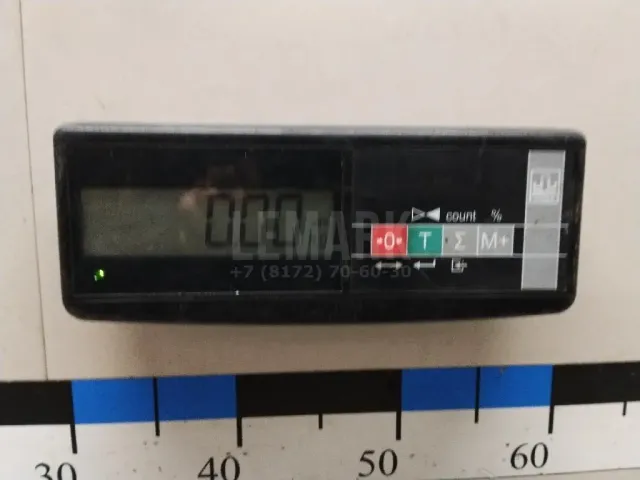 0.00
LEMARK
+7 (8172) 70-60-30
count %
•0• T Σ M+
30 40 50 60